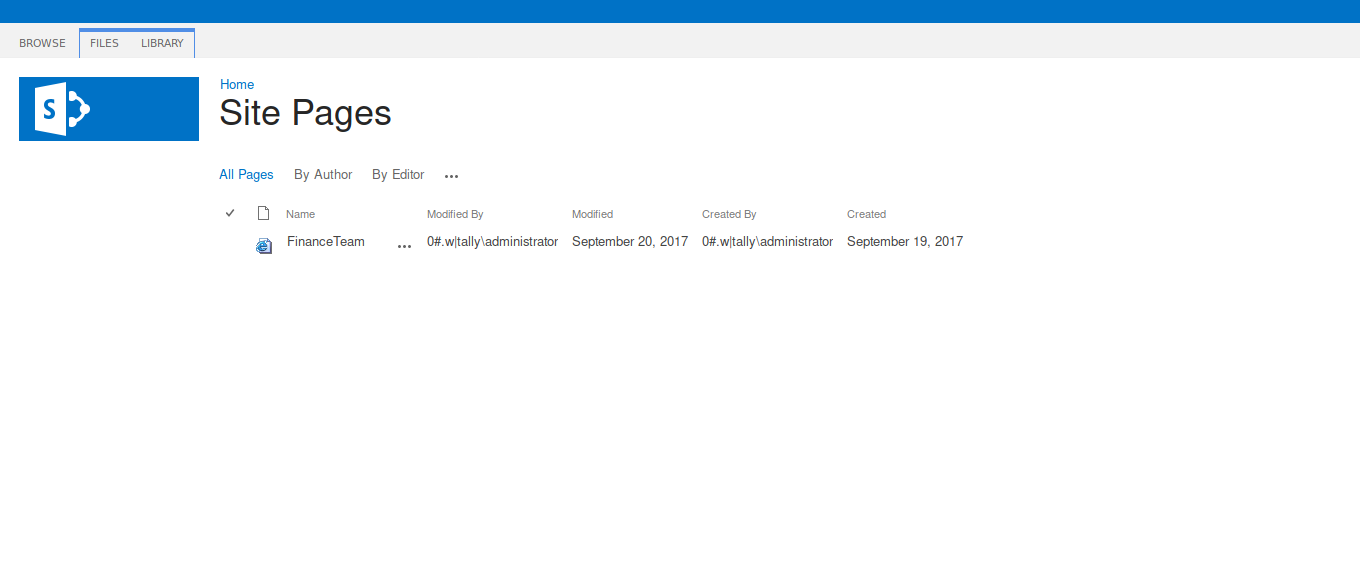 BROWSE FILES LIBRARY
S
Home
Site Pages
All Pages By Author By Editor ...
Name Modified By Modified Created By Created
FinanceTeam ... 0#.w|tally\administrator September 20, 2017 0#.w|tally\administrator September 19, 2017